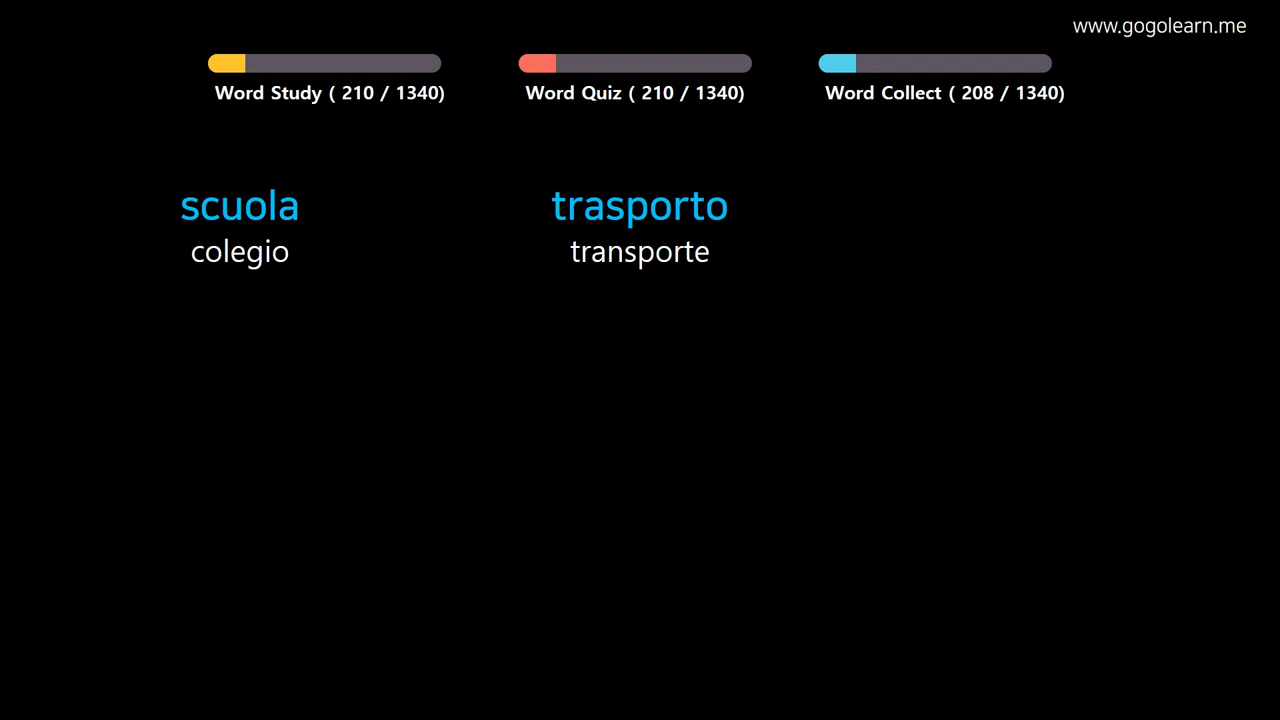 www.gogolearn.me
Word Study ( 210 / 1340)
Word Quiz ( 210 / 1340)
Word Collect ( 208 / 1340)
scuola
trasporto
colegio
transporte